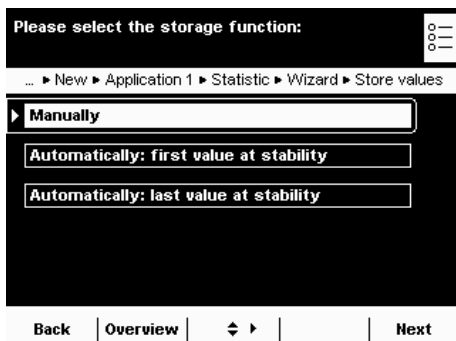 Please select the storage function:
... ▸ New ▸ Application 1 ▸ Statistic ▸ Wizard ▸ Store values
Manually
Automatically: first value at stability
Automatically: last value at stability
Back Overview Next